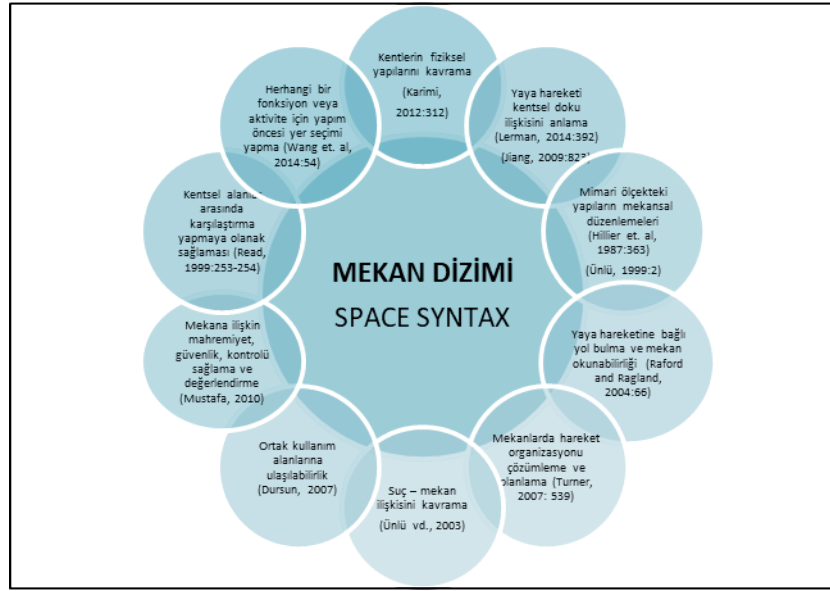 Kentlerin fiziksel
yapılarını kavrama
(Karimi,
2012:312)
Yaya hareketi
kentsel doku
ilişkisini anlama
(Lerman, 2014:392)
(Jiang, 2009:823)
Mimari ölçekteki
yapıların mekansal
düzenlemeleri
(Hillier et. al,
1987:363)
(Ünlü, 1999:2)
Yaya hareketine bağlı
yol bulma ve mekan
okunabilirliği (Raford
and Ragland,
2004:66)
Mekanlarda hareket
organizasyonu
çözümleme ve
planlama (Turner,
2007: 539)
Suç – mekan
ilişkisini kavrama
(Ünlü vd., 2003)
Ortak kullanım
alanlarına
ulaşılabilirlik
(Dursun, 2007)
Mekana ilişkin
mahremiyet,
güvenlik, kontrolü
sağlama ve
değerlendirme
(Mustafa, 2010)
Kentsel
arasında
karşılaştırma
yapmaya olanak
sağlaması (Read,
1999:253-254)
Herhangi bir
fonksiyon veya
aktivite için yapım
öncesi yer seçimi
yapma (Wang et. al,
2014:54)
MEKAN DİZİMİ
SPACE SYNTAX